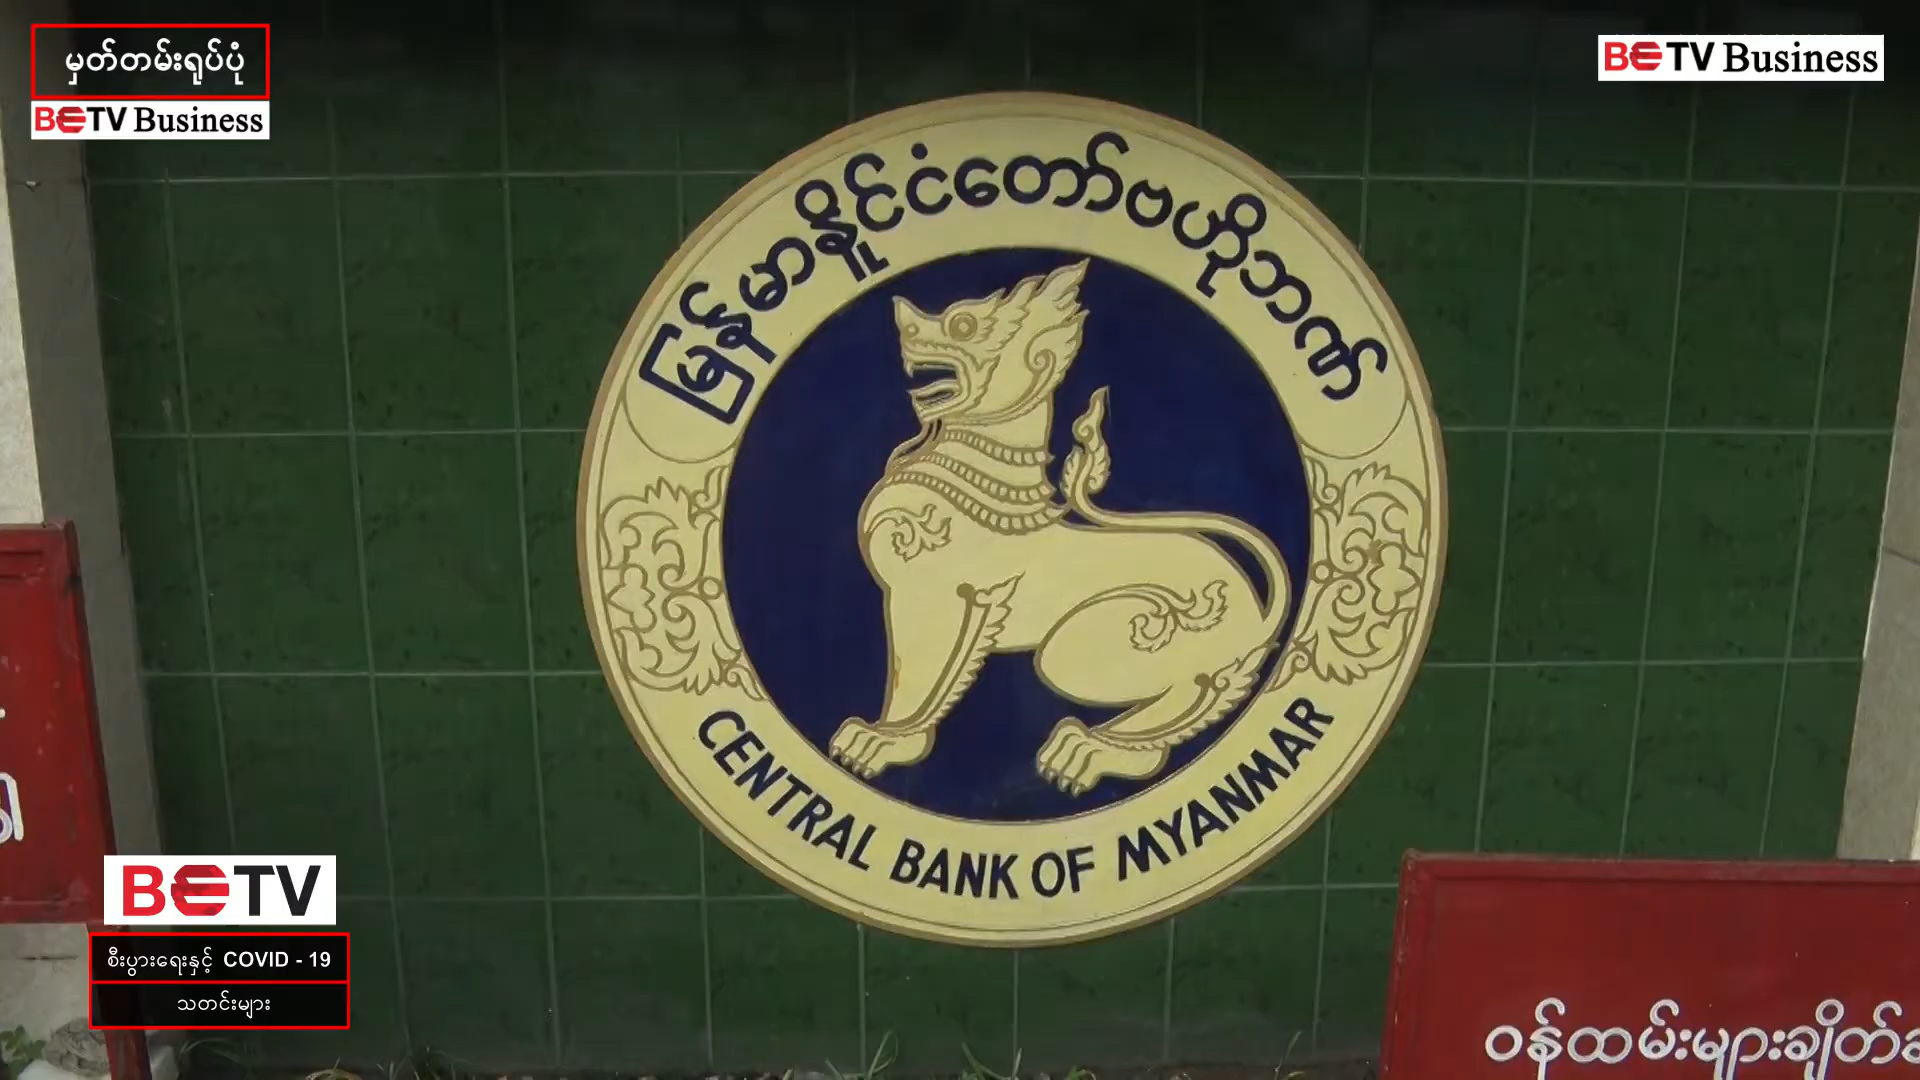 မှတ်တမ်းရုပ်ပုံ
BETV Business
BETV Business
မြန်မာနိုင်ငံတော်ဗဟိုဘဏ်
CENTRAL BANK OF MYANMAR
BETV
စီးပွားရေးနှင့် COVID - 19
သတင်းများ
ဝန်ထမ်းများချိတ်